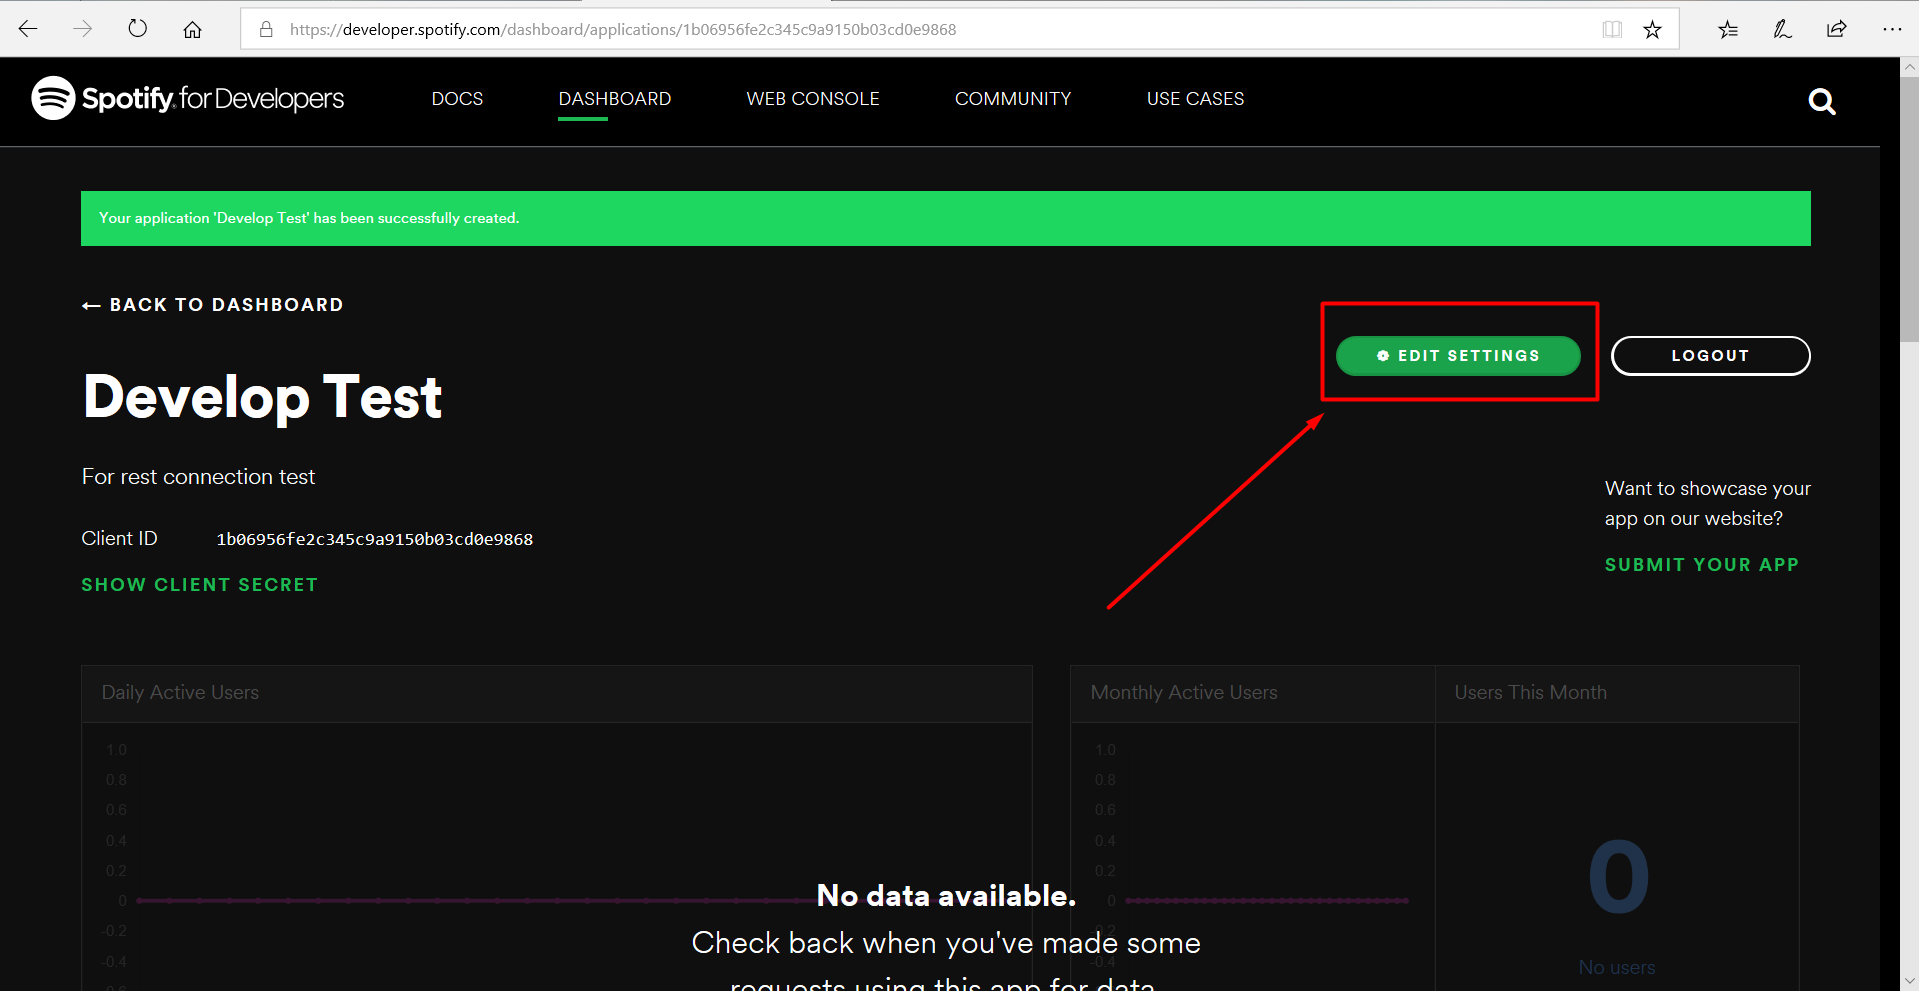 https://developer.spotify.com/dashboard/applications/1b06956fe2c345c9a9150b03cd0e9868
Spotify for Developers
DOCS
DASHBOARD
WEB CONSOLE
COMMUNITY
USE CASES
Your application 'Develop Test' has been successfully created.
← BACK TO DASHBOARD
EDIT SETTINGS
LOGOUT
Develop Test
For rest connection test
Want to showcase your
app on our website?
Client ID 1b06956fe2c345c9a9150b03cd0e9868
SUBMIT YOUR APP
SHOW CLIENT SECRET
Daily Active Users
1.0
0.8
0.6
0.4
0.2
0
-0.2
-0.4
Monthly Active Users
1.0
0.8
0.6
0.4
0.2
0
-0.2
-0.4
Users This Month
0
No users
No data available.
Check back when you've made some
requests using this app for data